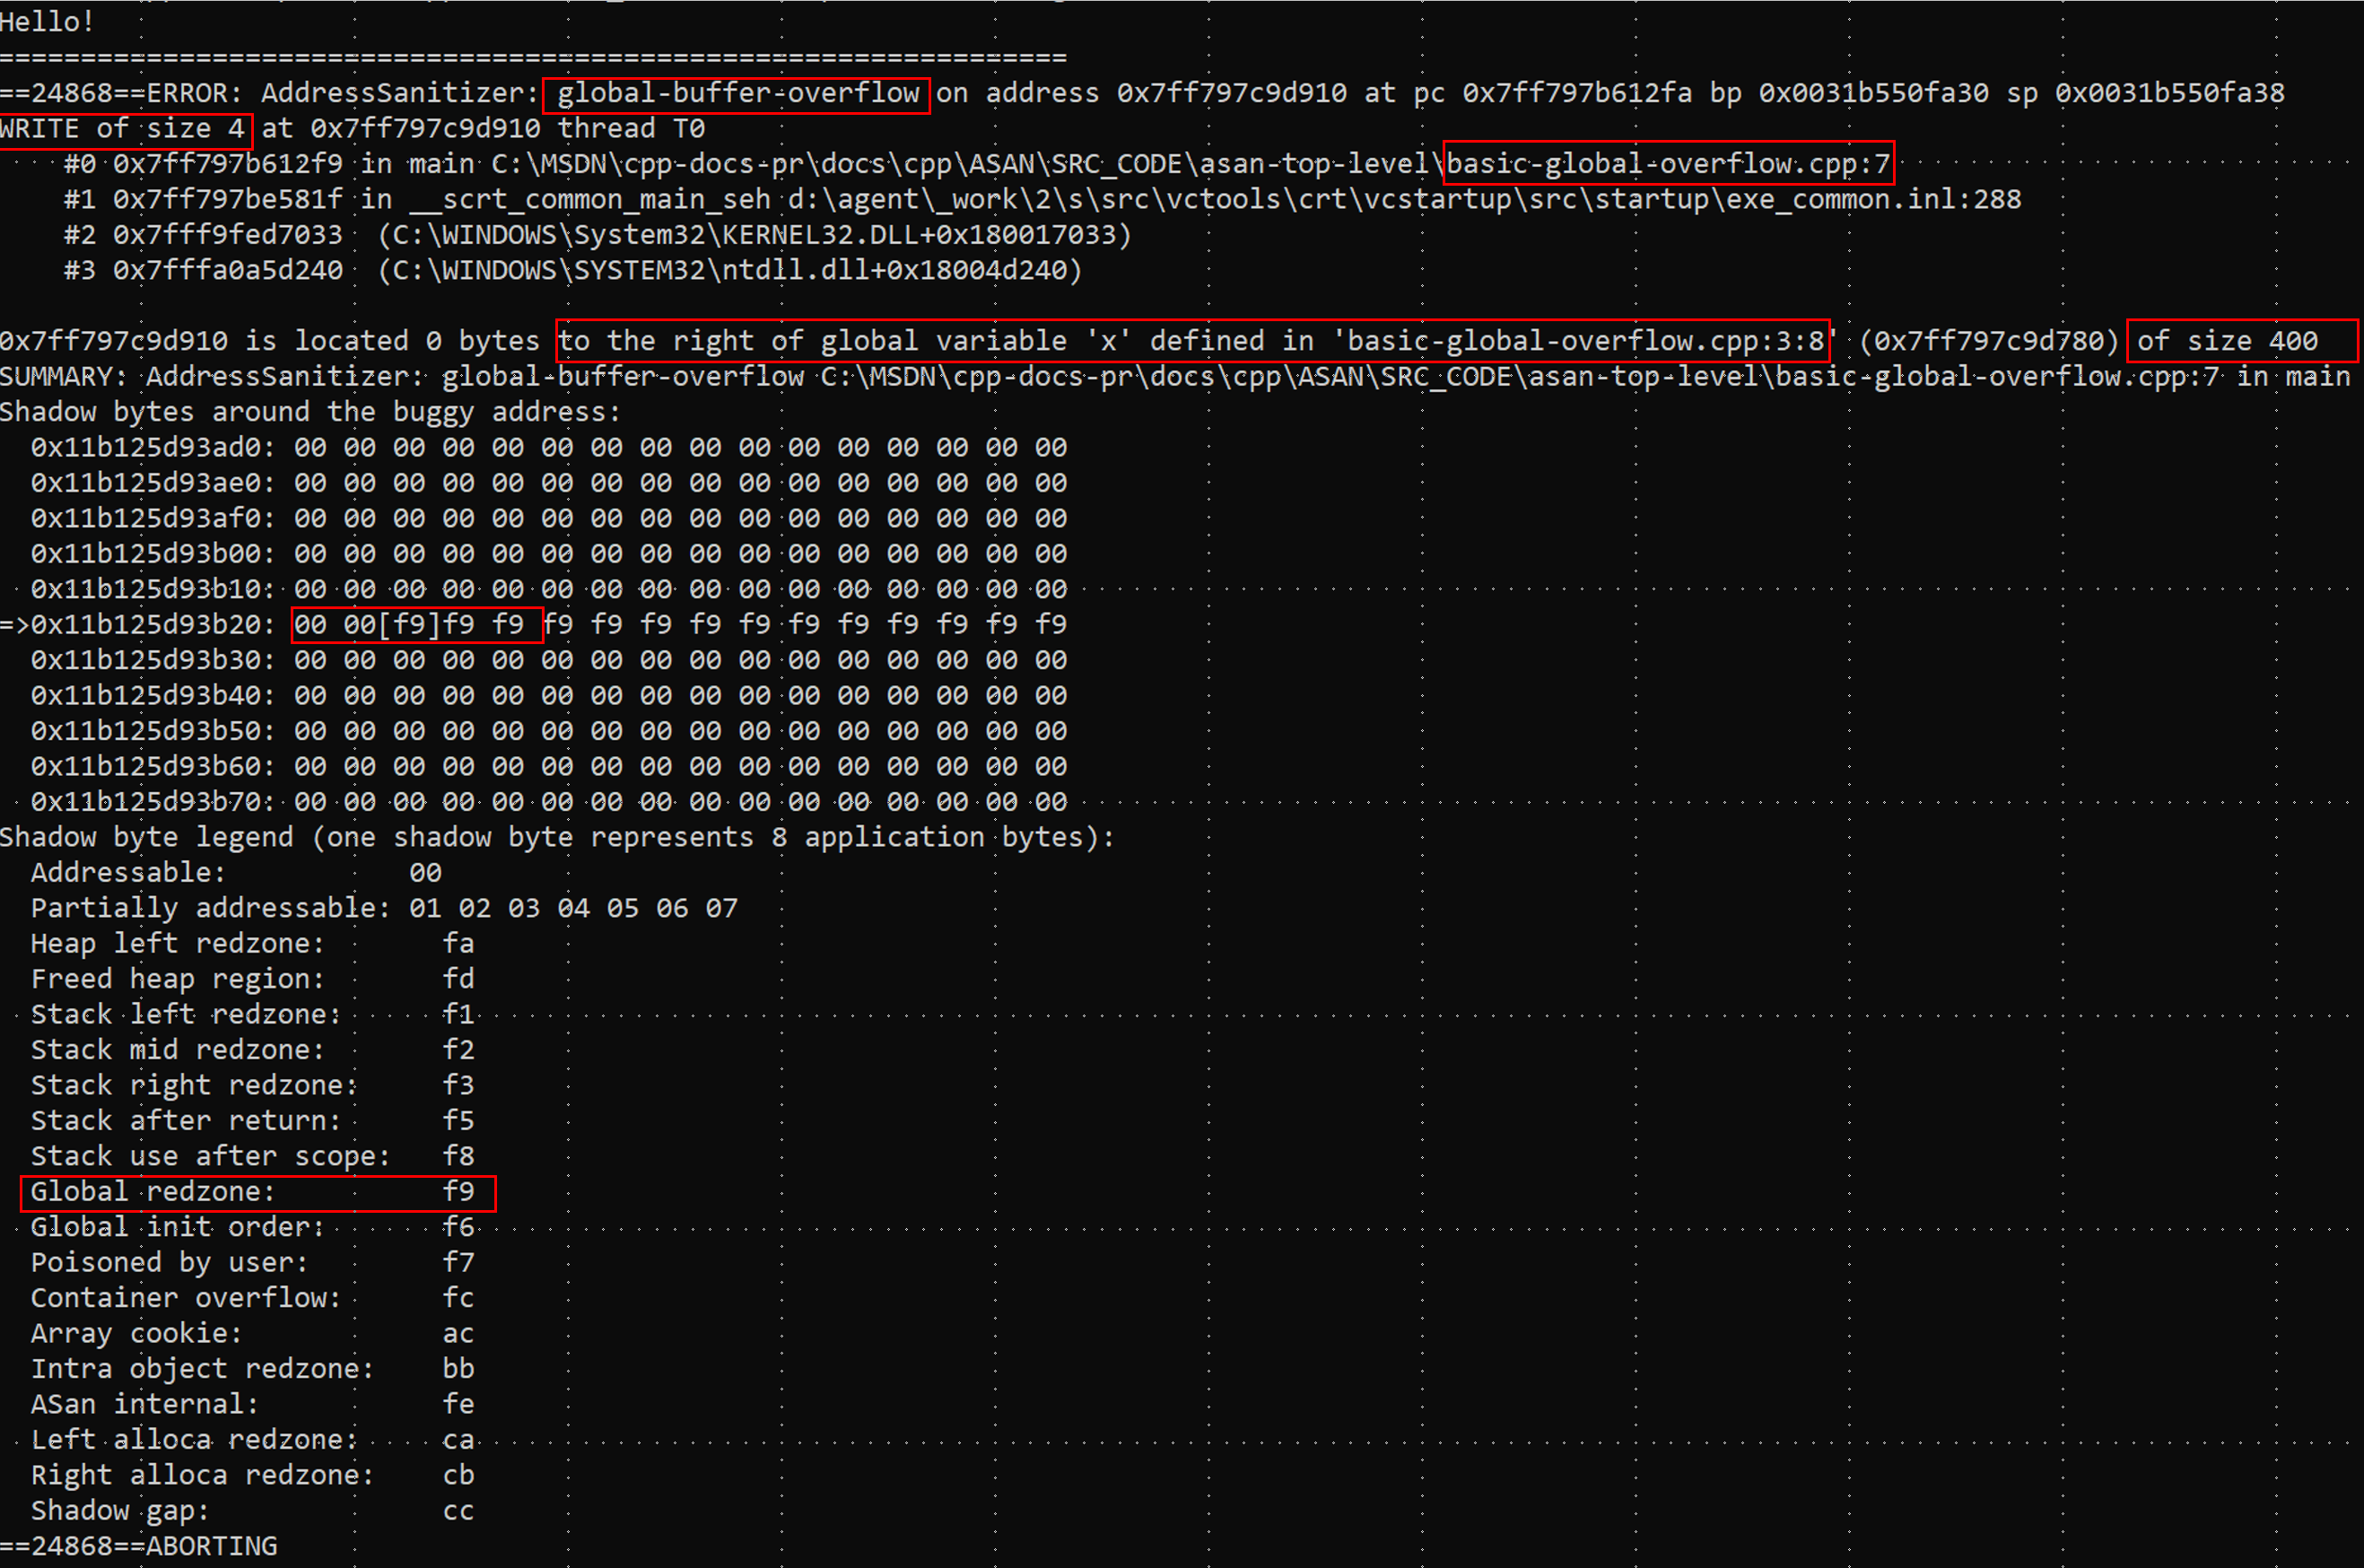 Hello!
=================================================================
==24868==ERROR: AddressSanitizer: global-buffer-overflow on address 0x7ff797c9d910 at pc 0x7ff797b612fa bp 0x0031b550fa30 sp 0x0031b550fa38
WRITE of size 4 at 0x7ff797c9d910 thread T0
    #0 0x7ff797b612f9 in main C:\MSDN\cpp-docs-pr\docs\cpp\ASAN\SRC_CODE\asan-top-level\basic-global-overflow.cpp:7
    #1 0x7ff797be581f in __scrt_common_main_seh d:\agent\_work\2\s\src\vctools\crt\vcstartup\src\startup\exe_common.inl:288
    #2 0x7fff9fed7033  (C:\WINDOWS\System32\KERNEL32.DLL+0x180017033)
    #3 0x7fffa0a5d240  (C:\WINDOWS\SYSTEM32\ntdll.dll+0x18004d240)

0x7ff797c9d910 is located 0 bytes to the right of global variable 'x' defined in 'basic-global-overflow.cpp:3:8' (0x7ff797c9d780) of size 400
SUMMARY: AddressSanitizer: global-buffer-overflow C:\MSDN\cpp-docs-pr\docs\cpp\ASAN\SRC_CODE\asan-top-level\basic-global-overflow.cpp:7 in main
Shadow bytes around the buggy address:
  0x11b125d93ad0: 00 00 00 00 00 00 00 00 00 00 00 00 00 00 00 00
  0x11b125d93ae0: 00 00 00 00 00 00 00 00 00 00 00 00 00 00 00 00
  0x11b125d93af0: 00 00 00 00 00 00 00 00 00 00 00 00 00 00 00 00
  0x11b125d93b00: 00 00 00 00 00 00 00 00 00 00 00 00 00 00 00 00
  0x11b125d93b10: 00 00 00 00 00 00 00 00 00 00 00 00 00 00 00 00
=>0x11b125d93b20: 00 00[f9]f9 f9 f9 f9 f9 f9 f9 f9 f9 f9 f9 f9 f9
  0x11b125d93b30: 00 00 00 00 00 00 00 00 00 00 00 00 00 00 00 00
  0x11b125d93b40: 00 00 00 00 00 00 00 00 00 00 00 00 00 00 00 00
  0x11b125d93b50: 00 00 00 00 00 00 00 00 00 00 00 00 00 00 00 00
  0x11b125d93b60: 00 00 00 00 00 00 00 00 00 00 00 00 00 00 00 00
  0x11b125d93b70: 00 00 00 00 00 00 00 00 00 00 00 00 00 00 00 00
Shadow byte legend (one shadow byte represents 8 application bytes):
  Addressable:           00
  Partially addressable: 01 02 03 04 05 06 07
  Heap left redzone:       fa
  Freed heap region:       fd
  Stack left redzone:      f1
  Stack mid redzone:       f2
  Stack right redzone:     f3
  Stack after return:      f5
  Stack use after scope:   f8
  Global redzone:          f9
  Global init order:       f6
  Poisoned by user:        f7
  Container overflow:      fc
  Array cookie:            ac
  Intra object redzone:    bb
  ASan internal:           fe
  Left alloca redzone:     ca
  Right alloca redzone:    cb
  Shadow gap:              cc
==24868==ABORTING